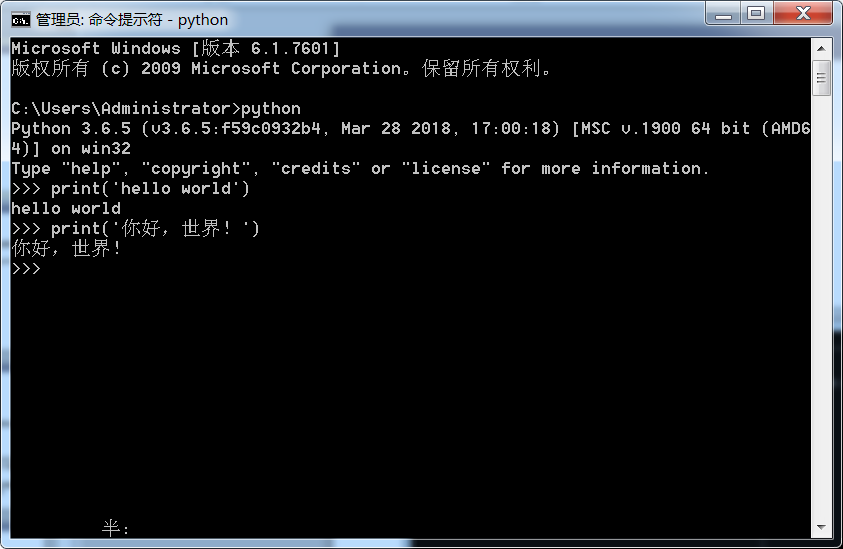 管理员: 命令提示符 - python
Microsoft Windows [版本 6.1.7601]
版权所有 (c) 2009 Microsoft Corporation。保留所有权利。
C:\Users\Administrator>python
Python 3.6.5 (v3.6.5:f59c0932b4, Mar 28 2018, 17:00:18) [MSC v.1900 64 bit (AMD6
4)] on win32
Type "help", "copyright", "credits" or "license" for more information.
>>> print('hello world')
hello world
>>> print('你好，世界！')
你好，世界！
>>>
半: